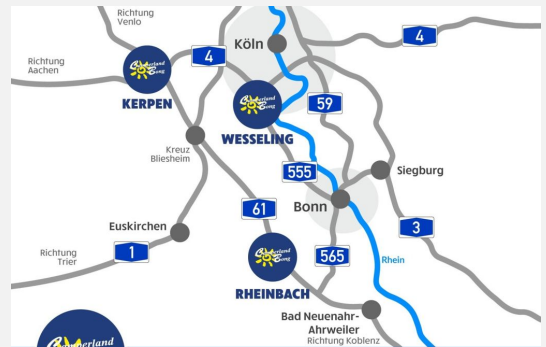 Richtung
Venlo
Köln
4
4
Richtung
Aachen
KERPEN
59
WESSELING
Kreuz
Bliesheim
555
Siegburg
Bonn
61
Euskirchen
3
1
Richtung
Trier
565
Rhein
RHEINBACH
Bad Neuenahr-
Ahrweiler
Richtung Koblenz